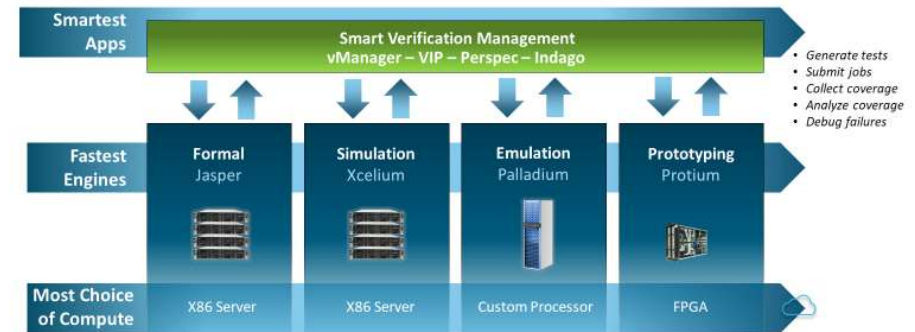 Smartest
Apps
Smart Verification Management
vManager – VIP – Perspec – Indago
• Generate tests
• Submit jobs
• Collect coverage
• Analyze coverage
• Debug failures
Fastest
Engines
Formal
Jasper
Simulation
Xcelium
Emulation
Palladium
Prototyping
Protium
Most Choice
of Compute
X86 Server
X86 Server
Custom Processor
FPGA